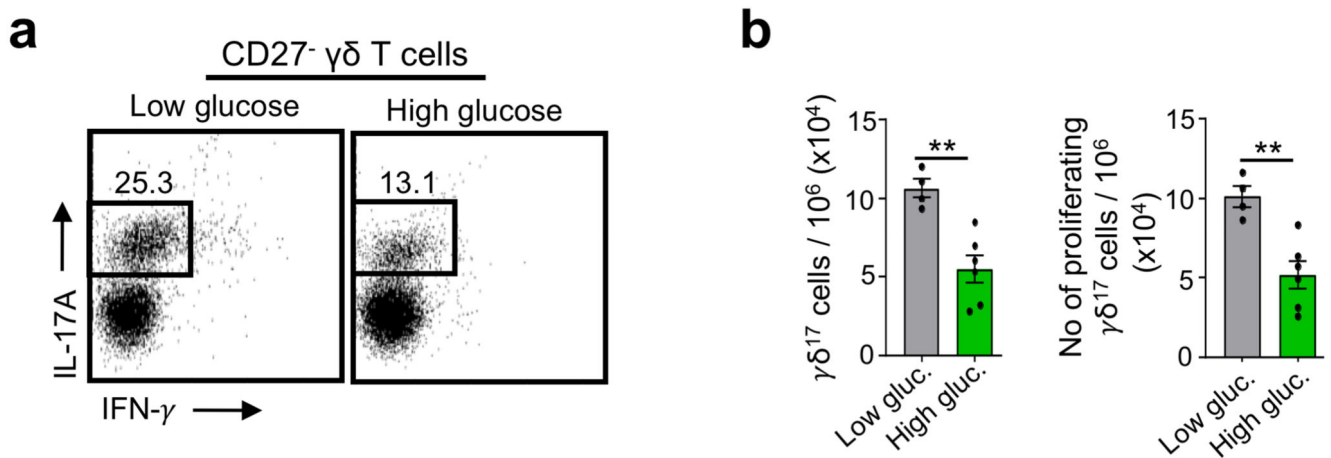 a
CD27⁻ γδ T cells
Low glucose
High glucose
25.3
13.1
IL-17A
IFN-γ
b
γδ¹⁷ cells / 10⁶ (x10⁴)
15
10
5
0
**
Low gluc.
High gluc.
No of proliferating
γδ¹⁷ cells / 10⁶
(x10⁴)
15
10
5
0
**
Low gluc.
High gluc.